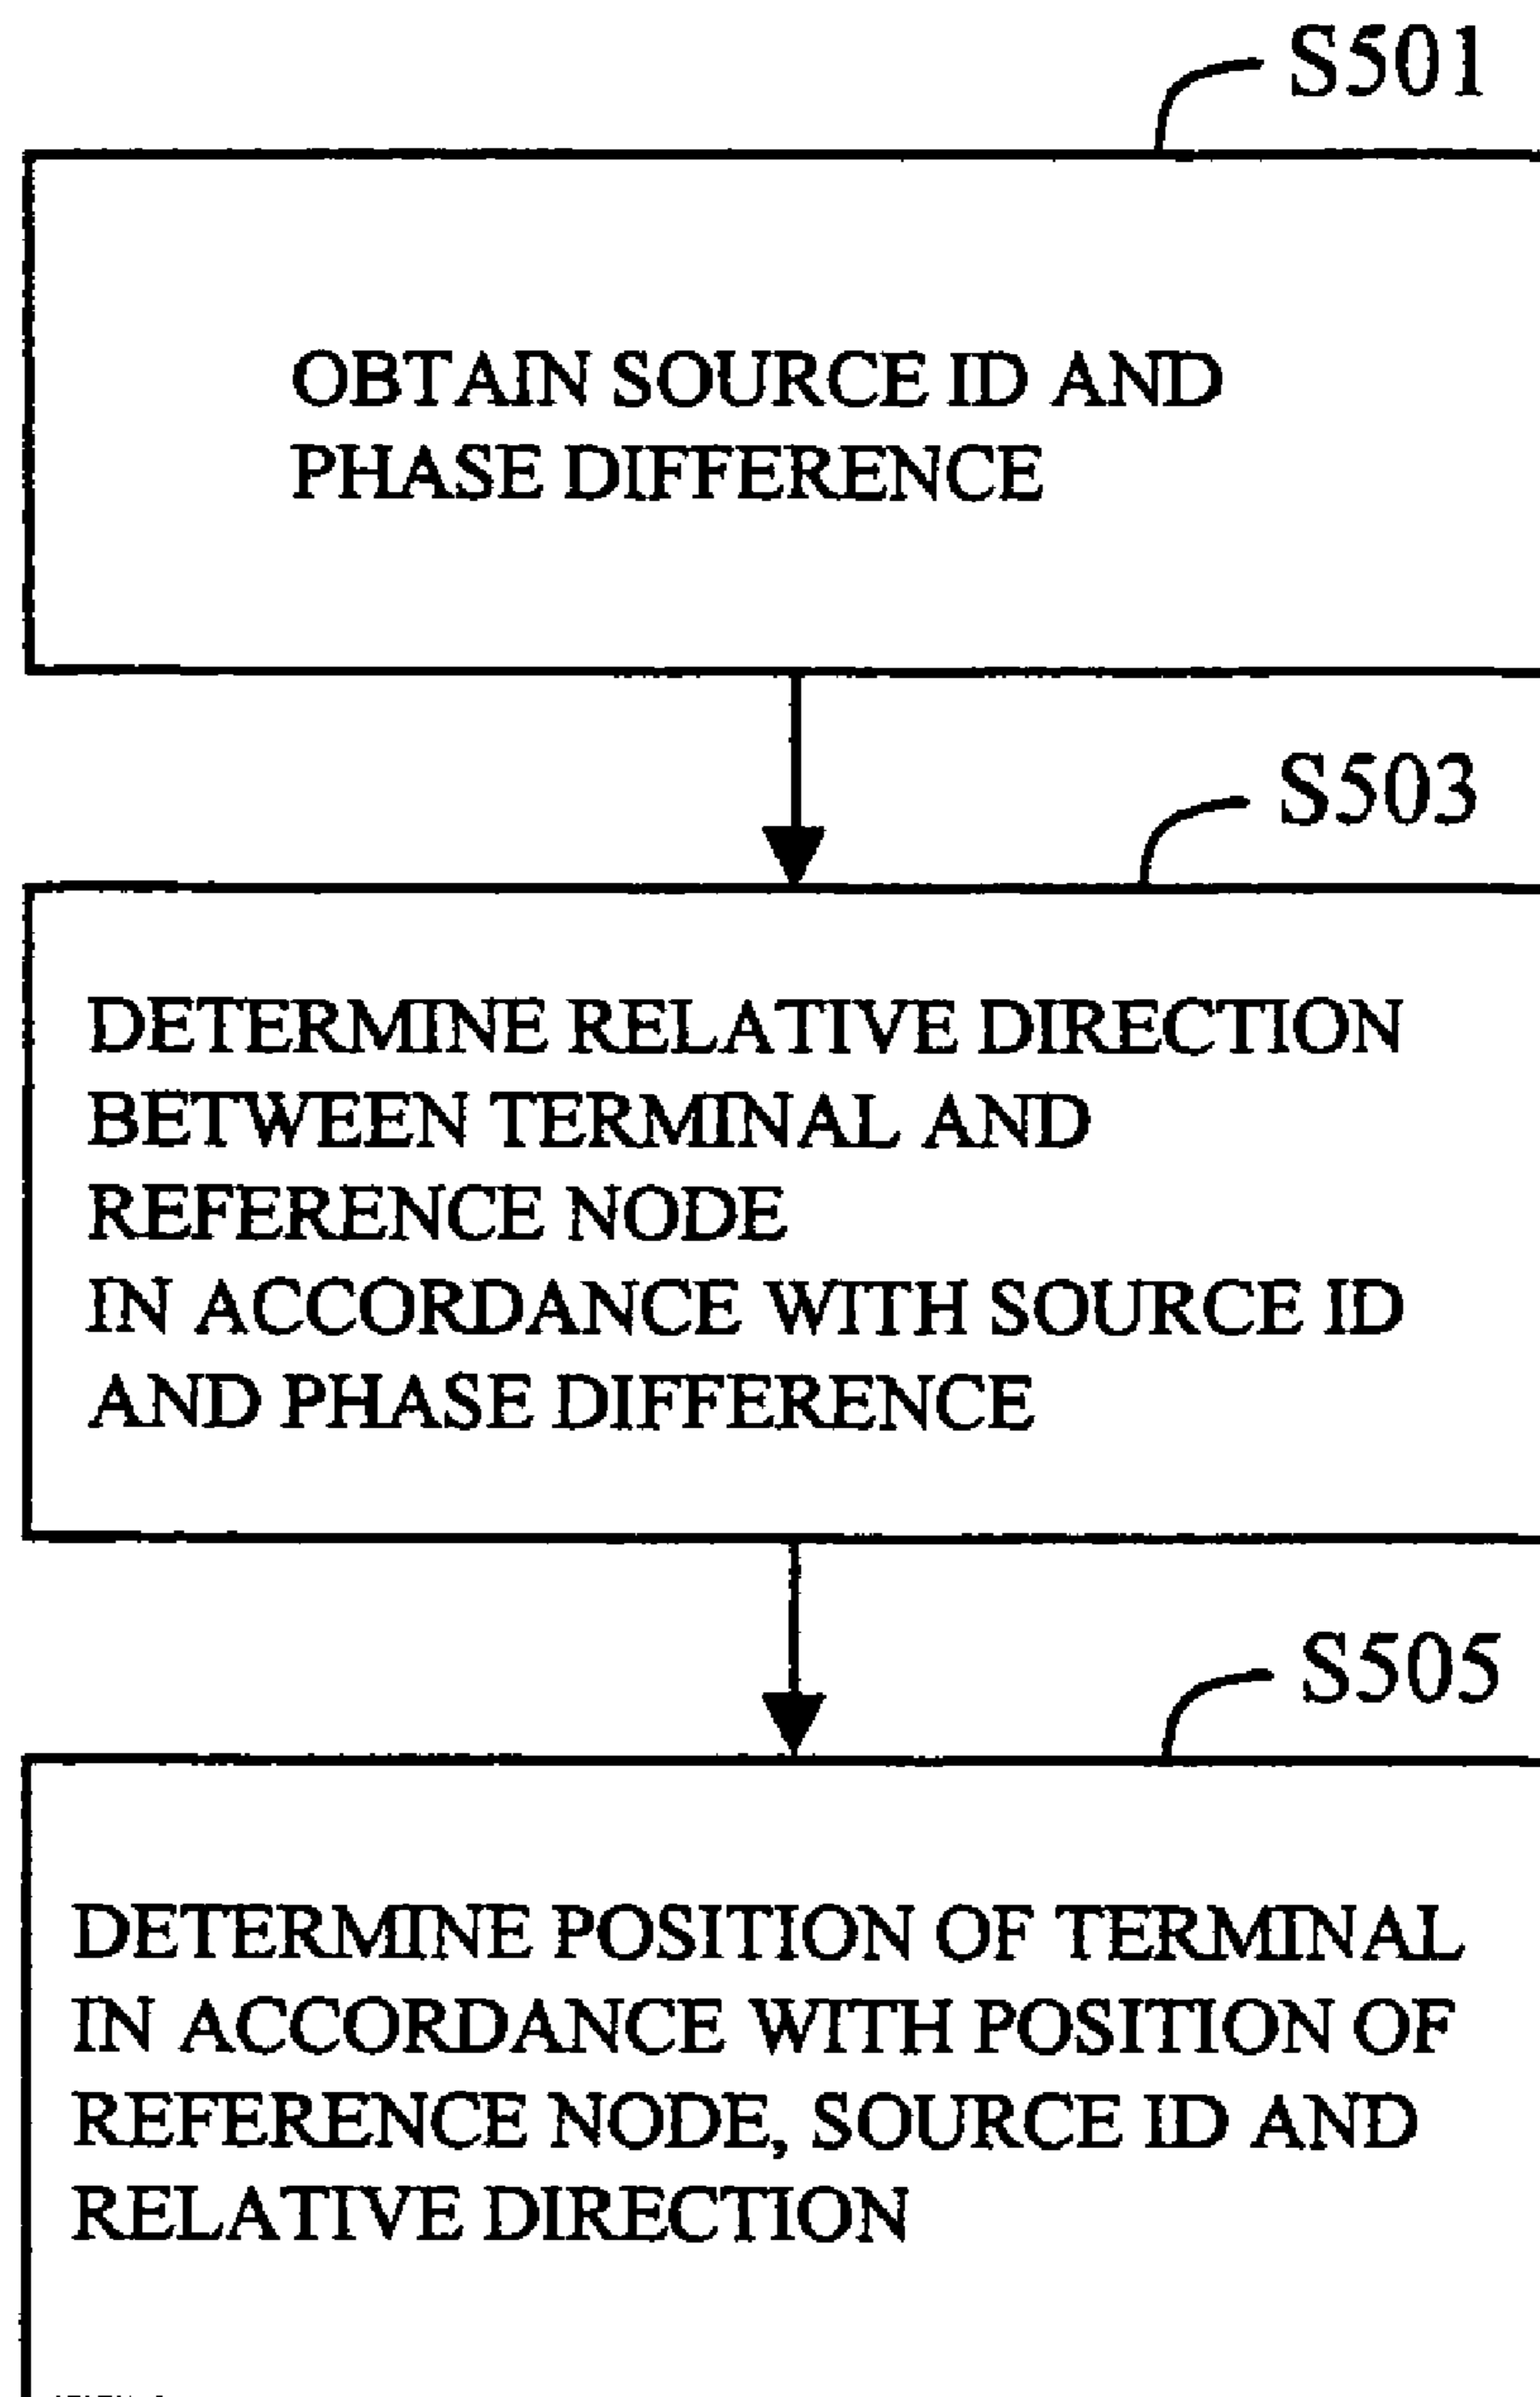 S501
OBTAIN SOURCE ID AND
PHASE DIFFERENCE
S503
DETERMINE RELATIVE DIRECTION
BETWEEN TERMINAL AND
REFERENCE NODE
IN ACCORDANCE WITH SOURCE ID
AND PHASE DIFFERENCE
S505
DETERMINE POSITION OF TERMINAL
IN ACCORDANCE WITH POSITION OF
REFERENCE NODE, SOURCE ID AND
RELATIVE DIRECTION